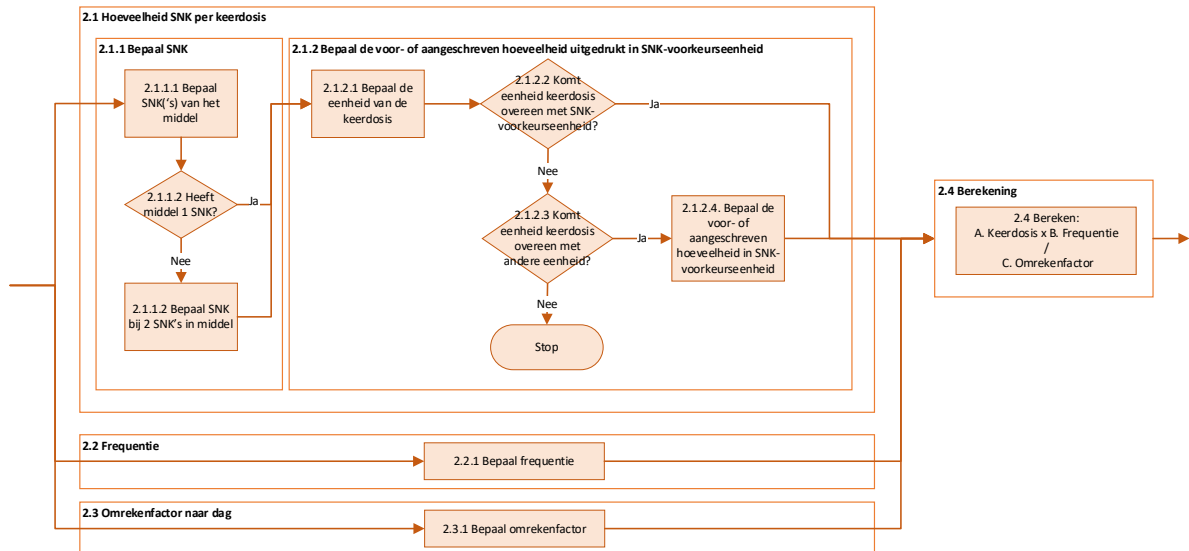 2.1 Hoeveelheid SNK per keerdosis
2.1.1 Bepaal SNK
2.1.1.1 Bepaal
SNK('s) van het
middel
2.1.1.2 Heeft
middel 1 SNK?
Ja
Nee
2.1.1.2 Bepaal SNK
bij 2 SNK's in middel
2.1.2 Bepaal de voor- of aangeschreven hoeveelheid uitgedrukt in SNK-voorkeurseenheid
2.1.2.1 Bepaal de
eenheid van de
keerdosis
2.1.2.2 Komt
eenheid keerdosis
overeen met SNK-
voorkeurseenheid?
Ja
Nee
2.1.2.3 Komt
eenheid keerdosis
overeen met
andere eenheid?
Ja
2.1.2.4. Bepaal de
voor- of
aangeschreven
hoeveelheid in SNK-
voorkeurseenheid
Nee
Stop
2.2 Frequentie
2.2.1 Bepaal frequentie
2.3 Omrekenfactor naar dag
2.3.1 Bepaal omrekenfactor
2.4 Berekening
2.4 Bereken:
A. Keerdosis x B. Frequentie
/
C. Omrekenfactor